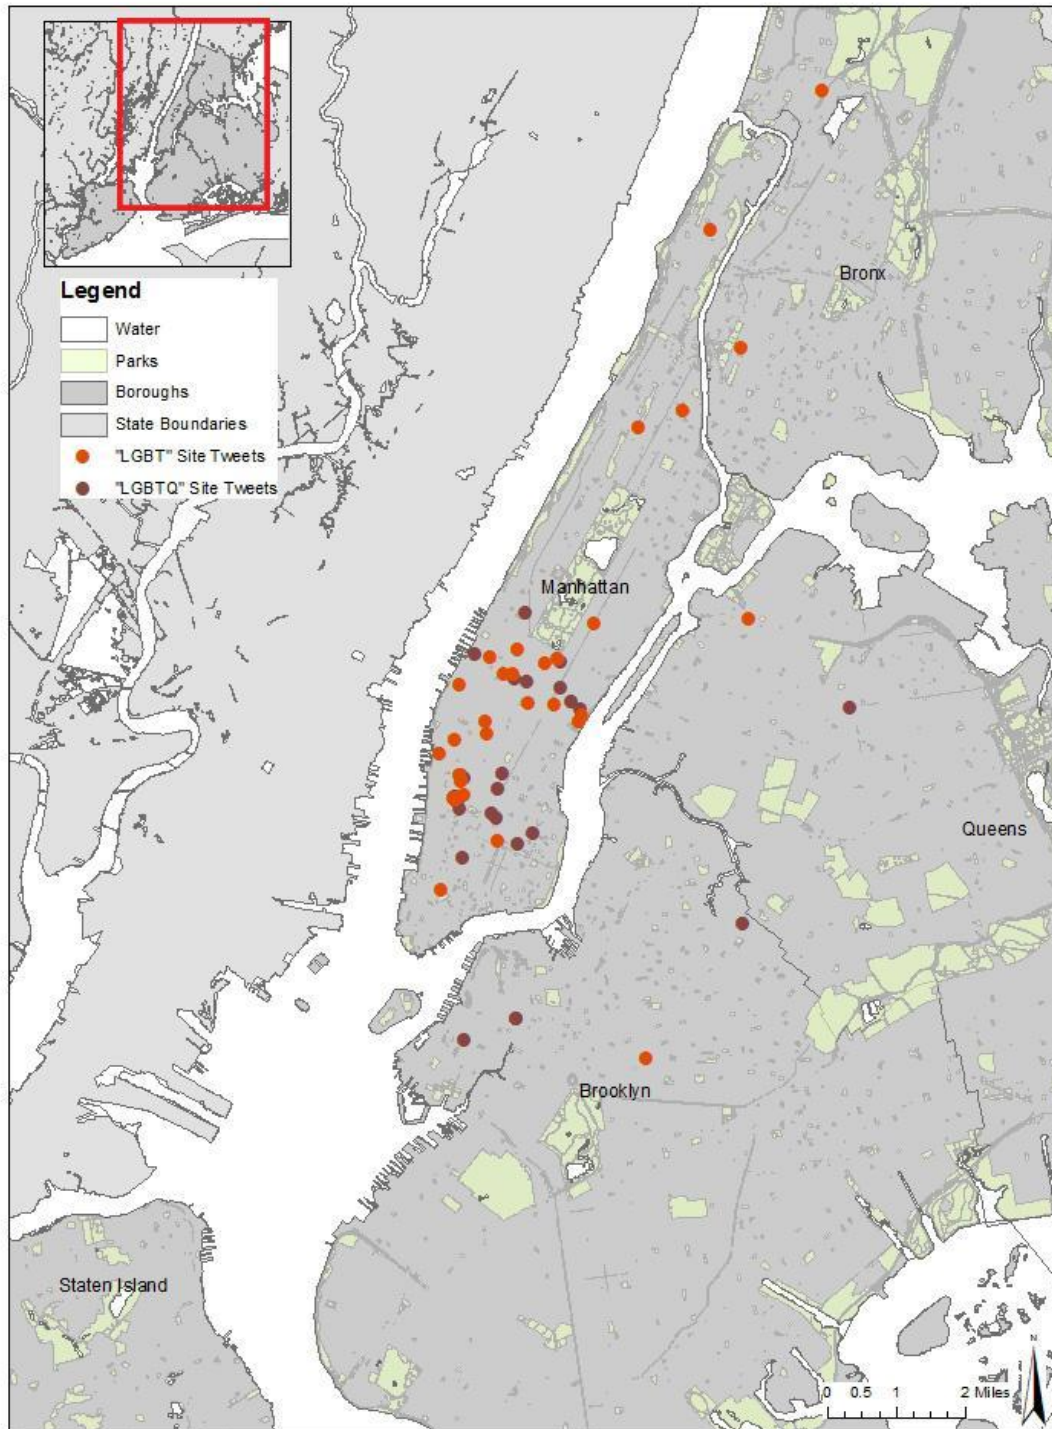 Legend
Water
Parks
Boroughs
State Boundaries
"LGBT" Site Tweets
"LGBTQ" Site Tweets
Bronx
Manhattan
Queens
Brooklyn
Staten Island
N
0 0.5 1 2 Miles